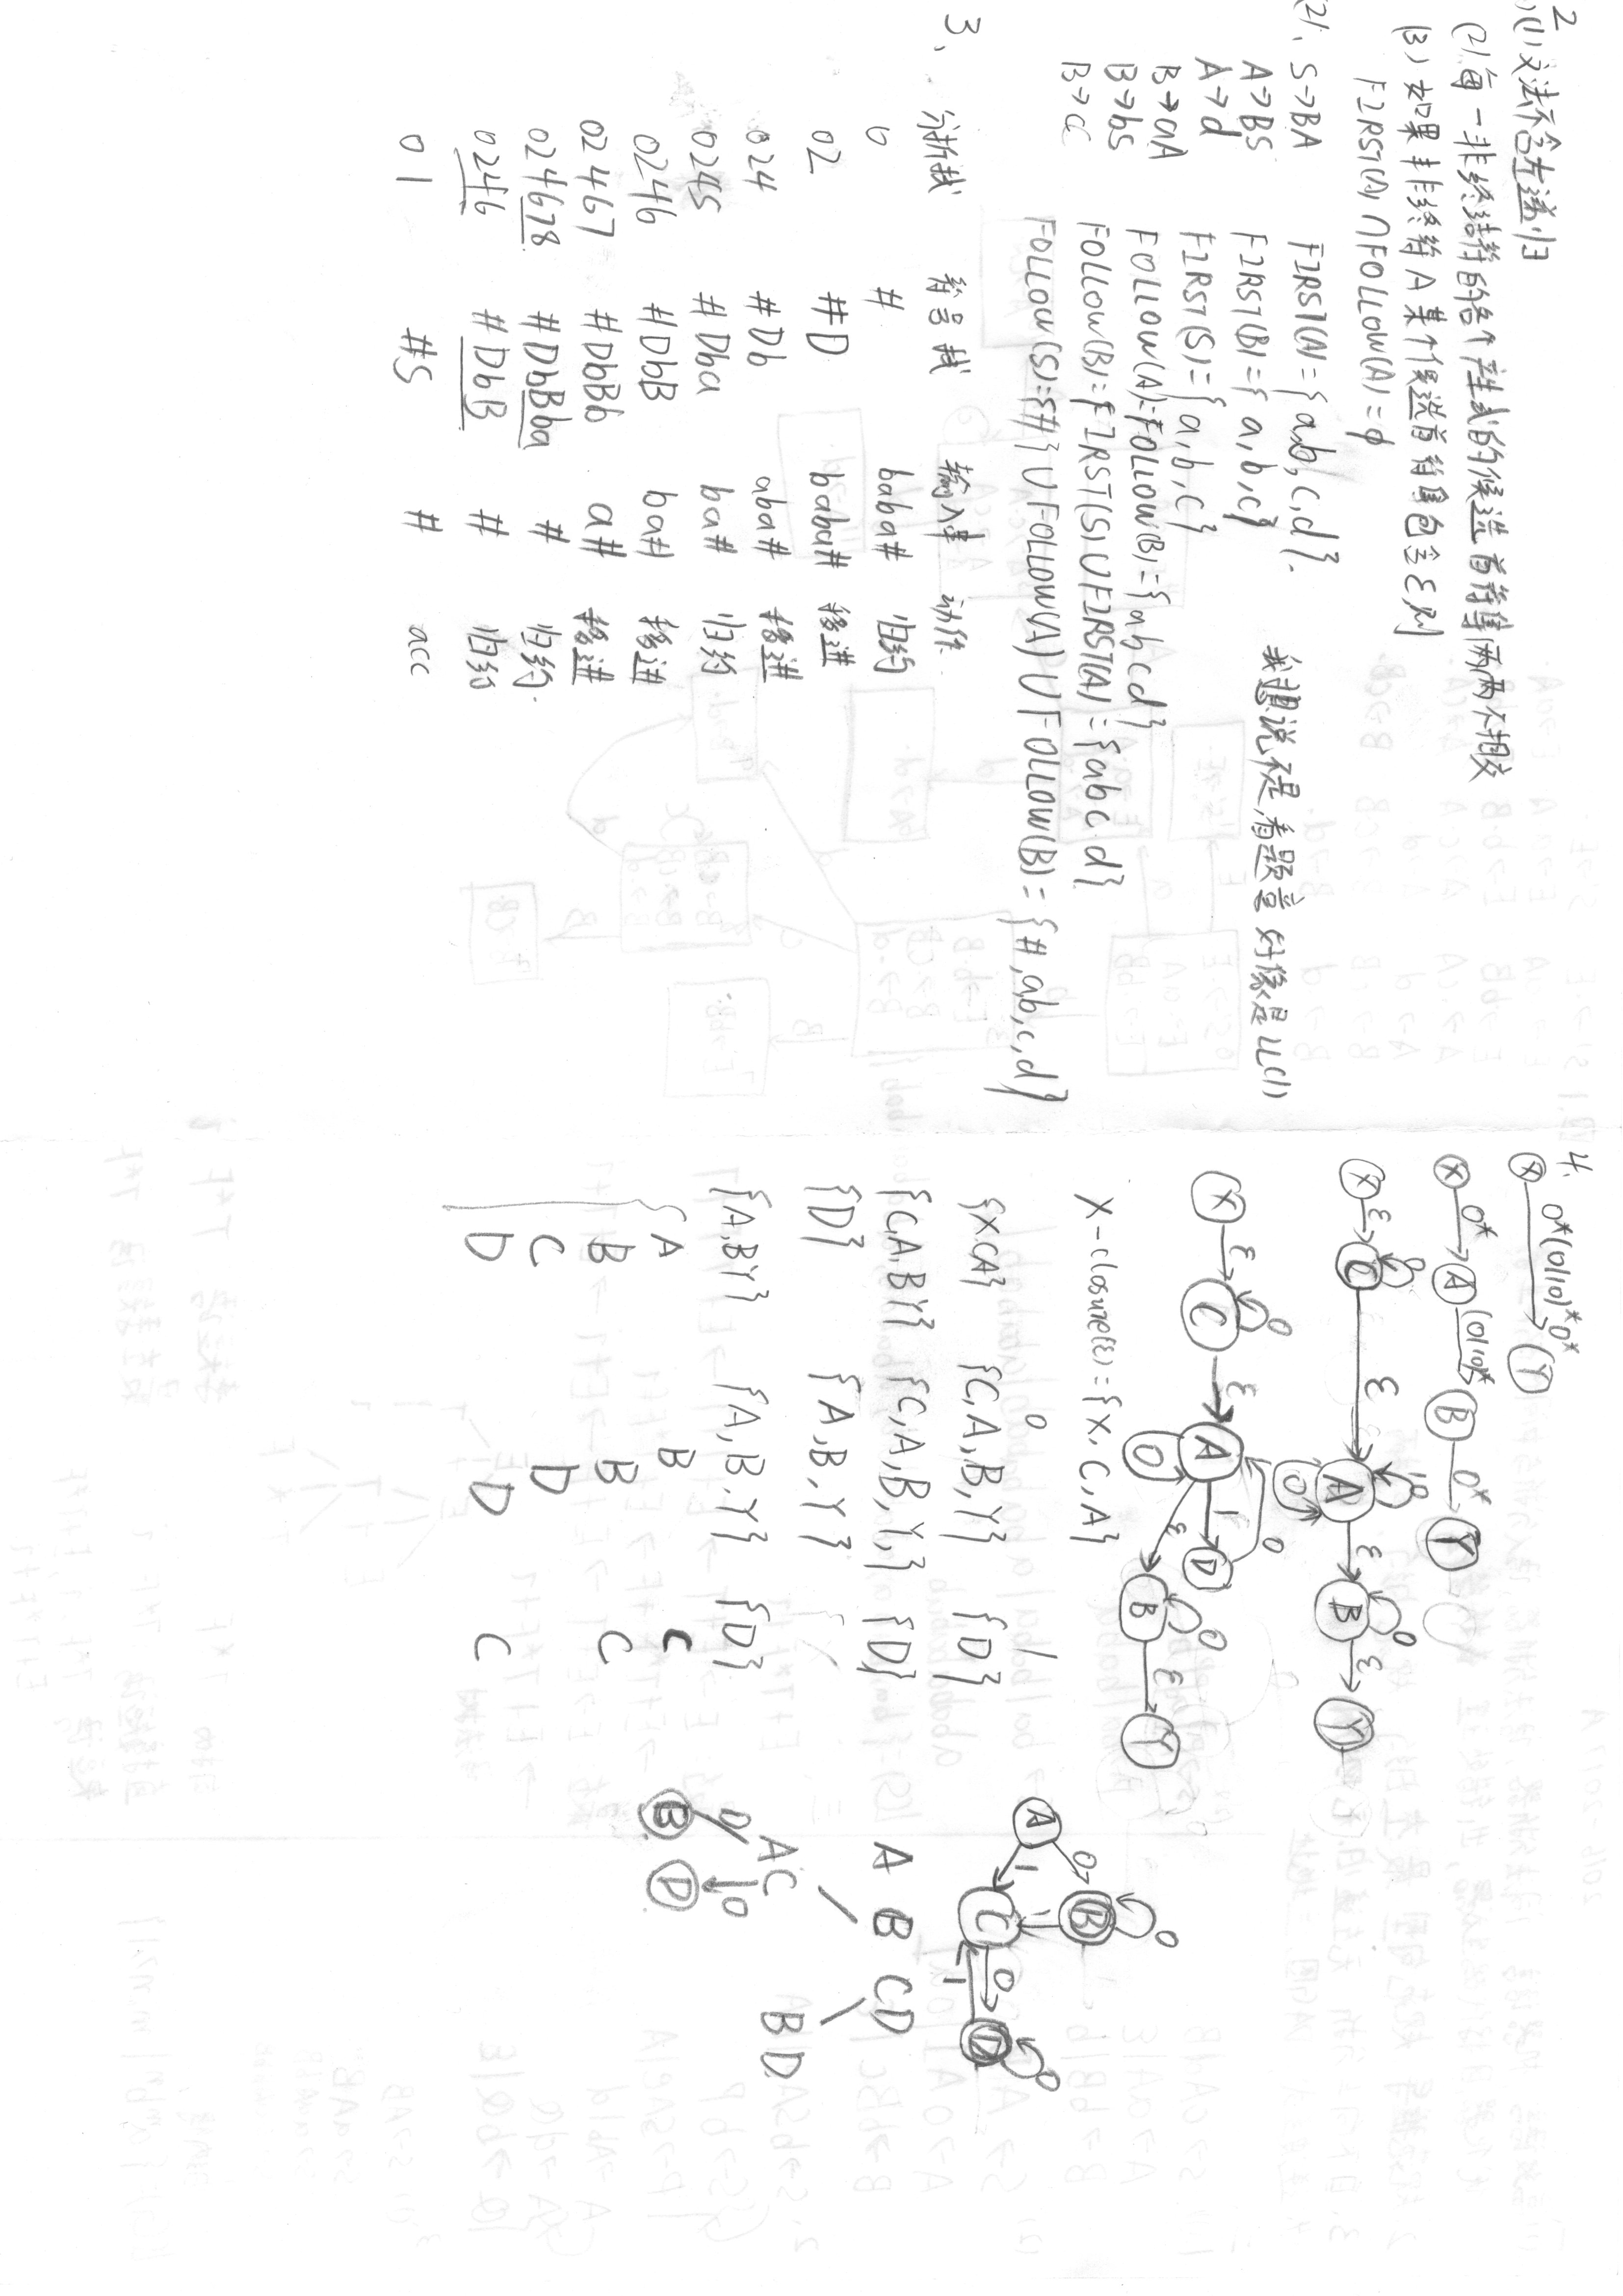 2
(1) 文法不含左递归
(2) 每一非终结符的各个产生式的候选首符集两两不相交
(3) 如果非终符A某个候选首符集包含ε,则
FIRST(A)∩FOLLOW(A)=φ
(2).
S→BA FIRST(A)={a,b,c,d}.
A→BS FIRST(B)={a,b,c}
我想说不是,看题意好像是LL(1)
A→d FIRST(S)={a,b,c}
B→aA FOLLOW(A)=FOLLOW(B)={abcd}
B→bS FOLLOW(B)=FIRST(S)∪FIRST(A)={abcd}
B→c FOLLOW(S)={#}∪FOLLOW(A)∪FOLLOW(B)={#,a,b,c,d}
3、
分析栈 符号栈 输入串 动作
0 # baba# 归约
02 #D baba# 移进
024 #Db aba# 移进
0245 #Dba ba# 归约
0246 #DbB ba# 移进
02467 #DbBb a# 移进
024678 #DbBba # 归约.
0246 #DbB # 归约
01 #S # acc
4.
0*(0|10)*0*
X Y
0* (0|10)* 0*
X A B Y
0 10 0
X ε C ε A ε B ε Y
0
0 0
X ε C ε A 1 D
0 ε B 0 ε Y
X-closure(ε)={X,C,A}
0 1
{X,C,A} {C,A,B,Y} {D}
{C,A,B,Y} {C,A,B,Y,} {D}
{D} {A,B,Y}
{A,B,Y} {A,B,Y} {D}
A B C
B B C
C D
D D C
0
0 B
A 1
1 C 0 D 0
1
A B CD
AC BD
0 0
B D